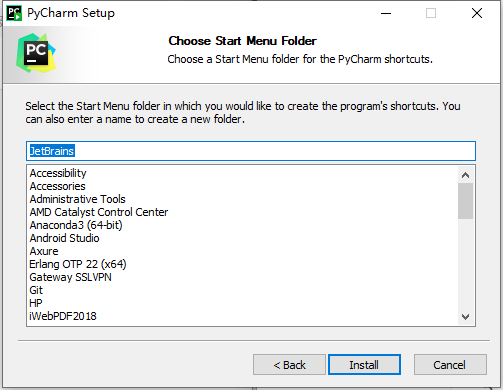 PyCharm Setup
PC
Choose Start Menu Folder
Choose a Start Menu folder for the PyCharm shortcuts.
Select the Start Menu folder in which you would like to create the program's shortcuts. You
can also enter a name to create a new folder.
JetBrains
Accessibility
Accessories
Administrative Tools
AMD Catalyst Control Center
Anaconda3 (64-bit)
Android Studio
Axure
Erlang OTP 22 (x64)
Gateway SSLVPN
Git
HP
iWebPDF2018
< Back
Install
Cancel